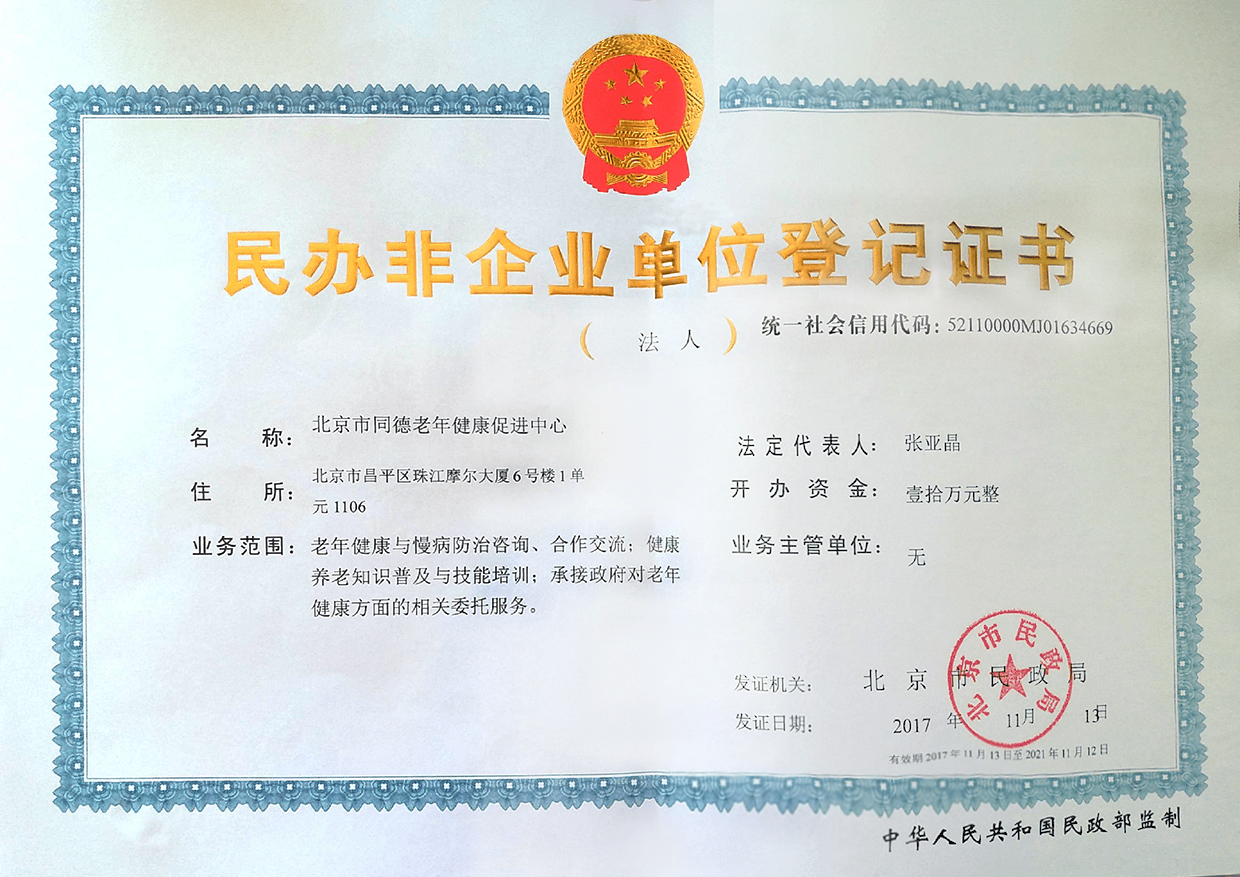 民办非企业单位登记证书
（法人）
统一社会信用代码：52110000MJ01634669
名称：北京市同德老年健康促进中心
住所：北京市昌平区珠江摩尔大厦6号楼1单
元1106
业务范围：老年健康与慢病防治咨询、合作交流；健康
养老知识普及与技能培训；承接政府对老年
健康方面的相关委托服务。
法定代表人：张亚晶
开办资金：壹拾万元整
业务主管单位：无
发证机关：北京市民政局
发证日期：2017年11月13日
有效期2017年11月13日至2021年11月12日
北京市民政局
中华人民共和国民政部监制